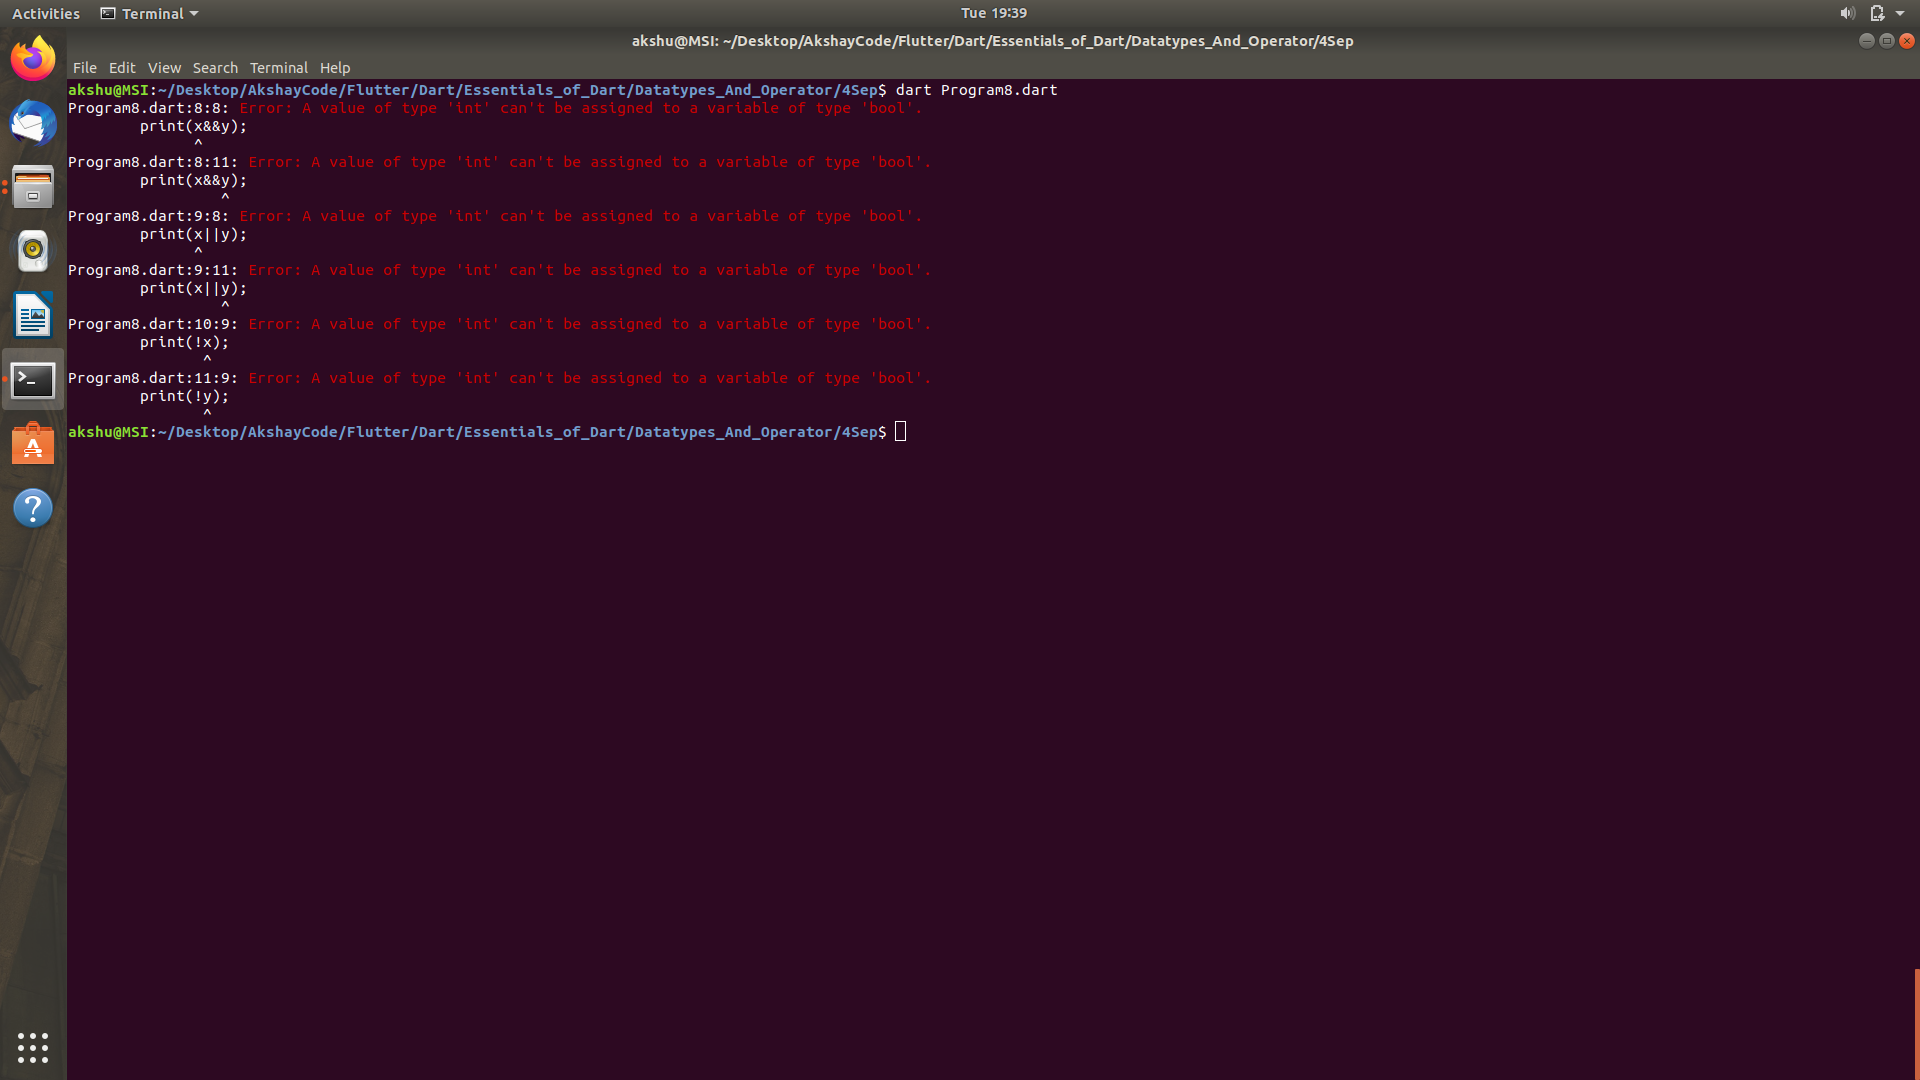 Activities Terminal Tue 19:39
akshu@MSI: ~/Desktop/AkshayCode/Flutter/Dart/Essentials_of_Dart/Datatypes_And_Operator/4Sep
File Edit View Search Terminal Help
akshu@MSI:~/Desktop/AkshayCode/Flutter/Dart/Essentials_of_Dart/Datatypes_And_Operator/4Sep$ dart Program8.dart
Program8.dart:8:8: Error: A value of type 'int' can't be assigned to a variable of type 'bool'.
        print(x&&y);
              ^
Program8.dart:8:11: Error: A value of type 'int' can't be assigned to a variable of type 'bool'.
        print(x&&y);
                 ^
Program8.dart:9:8: Error: A value of type 'int' can't be assigned to a variable of type 'bool'.
        print(x||y);
              ^
Program8.dart:9:11: Error: A value of type 'int' can't be assigned to a variable of type 'bool'.
        print(x||y);
                 ^
Program8.dart:10:9: Error: A value of type 'int' can't be assigned to a variable of type 'bool'.
        print(!x);
               ^
Program8.dart:11:9: Error: A value of type 'int' can't be assigned to a variable of type 'bool'.
        print(!y);
               ^
akshu@MSI:~/Desktop/AkshayCode/Flutter/Dart/Essentials_of_Dart/Datatypes_And_Operator/4Sep$